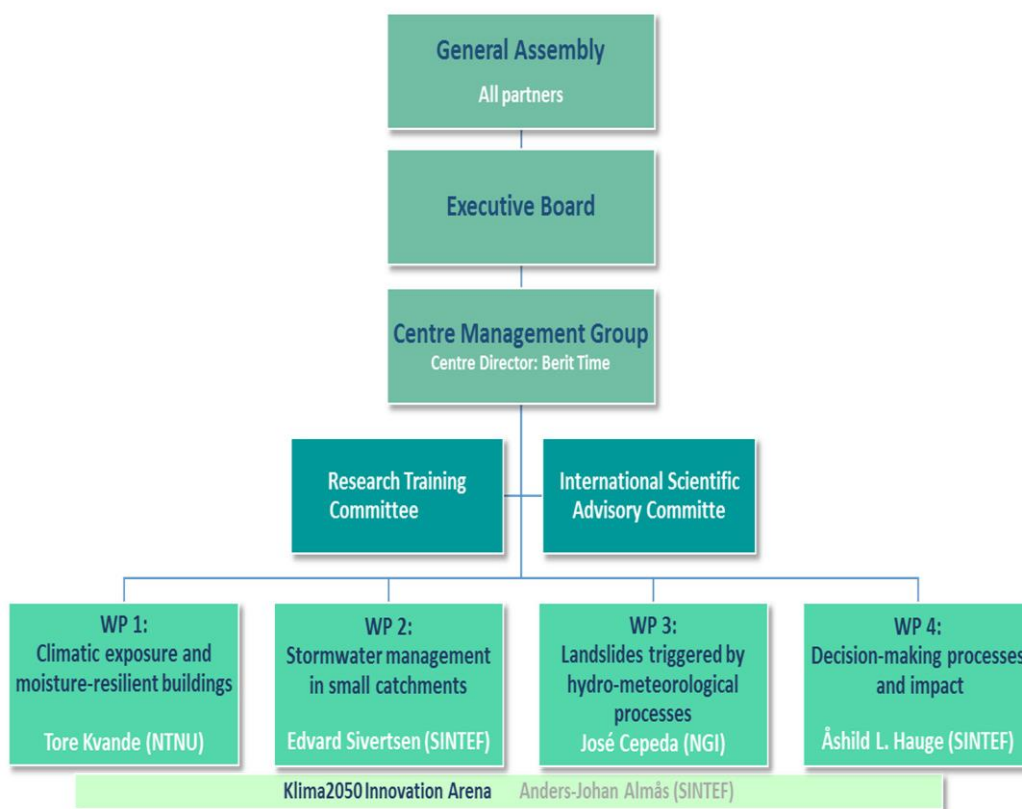 General Assembly
All partners
Executive Board
Centre Management Group
Centre Director: Berit Time
Research Training
Committee
International Scientific
Advisory Committe
WP 1:
Climatic exposure and
moisture-resilient buildings
Tore Kvande (NTNU)
WP 2:
Stormwater management
in small catchments
Edvard Sivertsen (SINTEF)
WP 3:
Landslides triggered by
hydro-meteorological
processes
José Cepeda (NGI)
WP 4:
Decision-making processes
and impact
Åshild L. Hauge (SINTEF)
Klima2050 Innovation Arena Anders-Johan Almås (SINTEF)